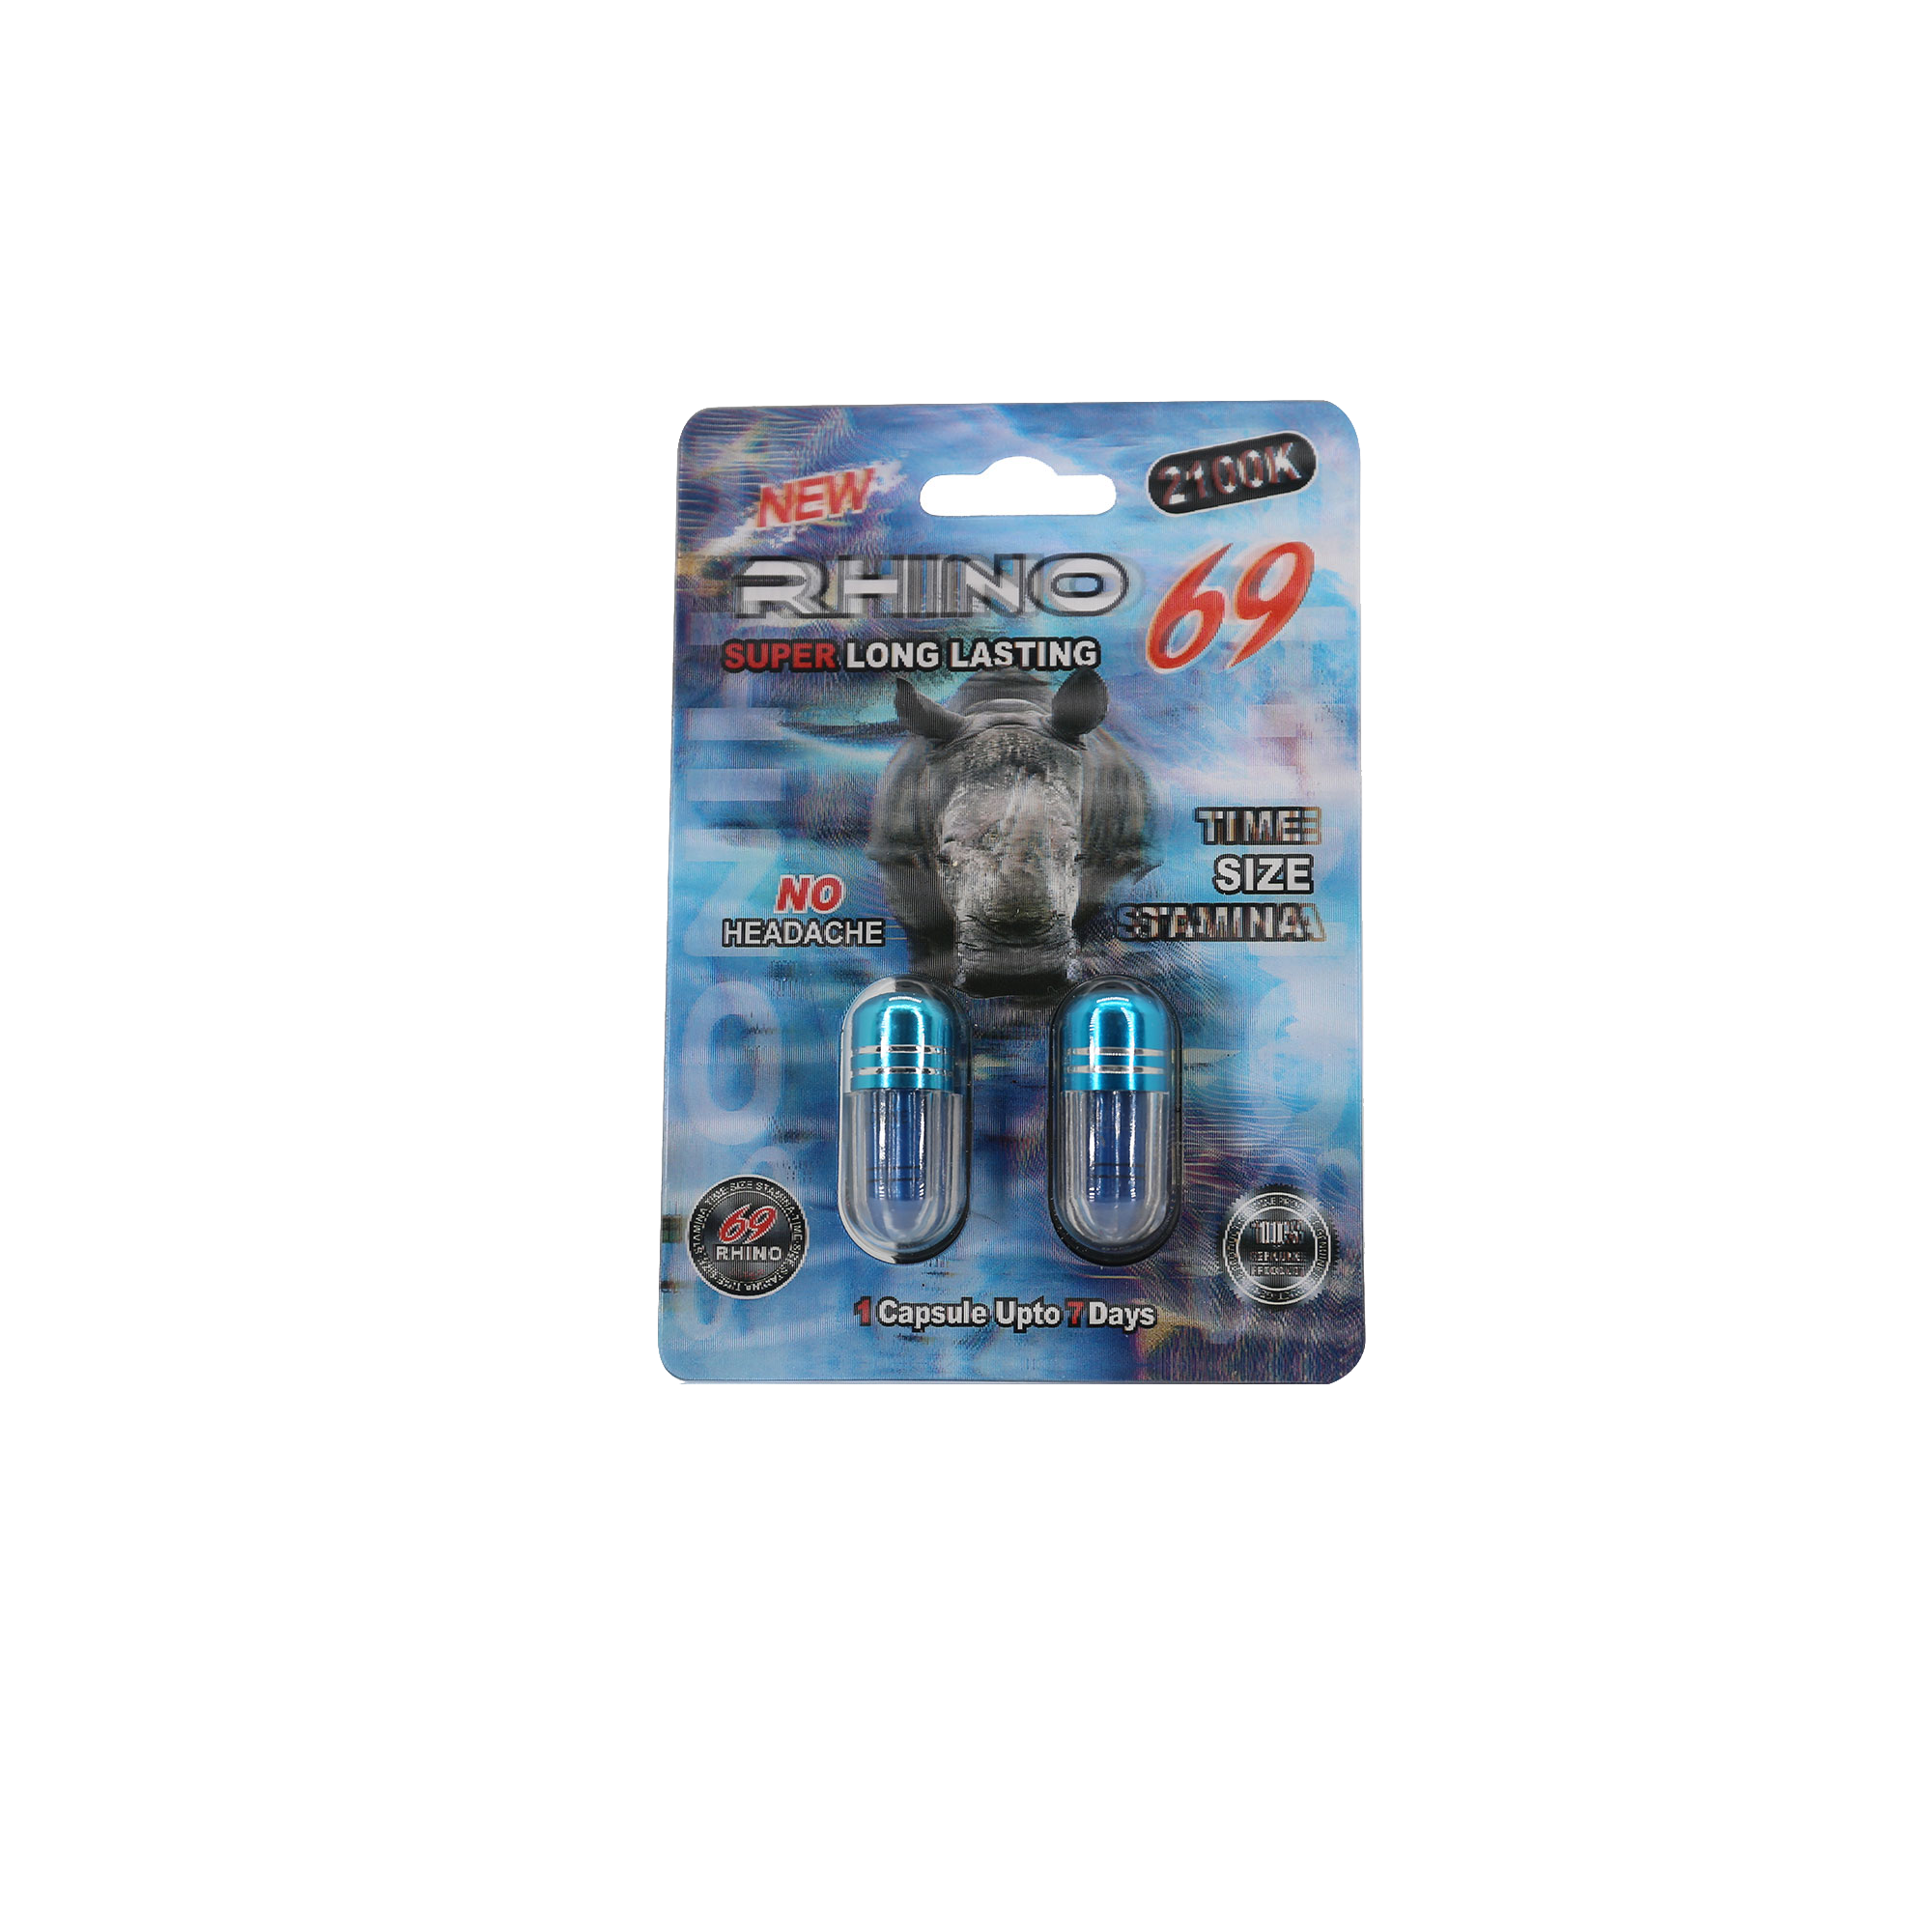 NEW
2100K
RHINO 69
SUPER LONG LASTING
TIME
SIZE
STAMINA
NO
HEADACHE
69
RHINO
1 Capsule Upto 7 Days